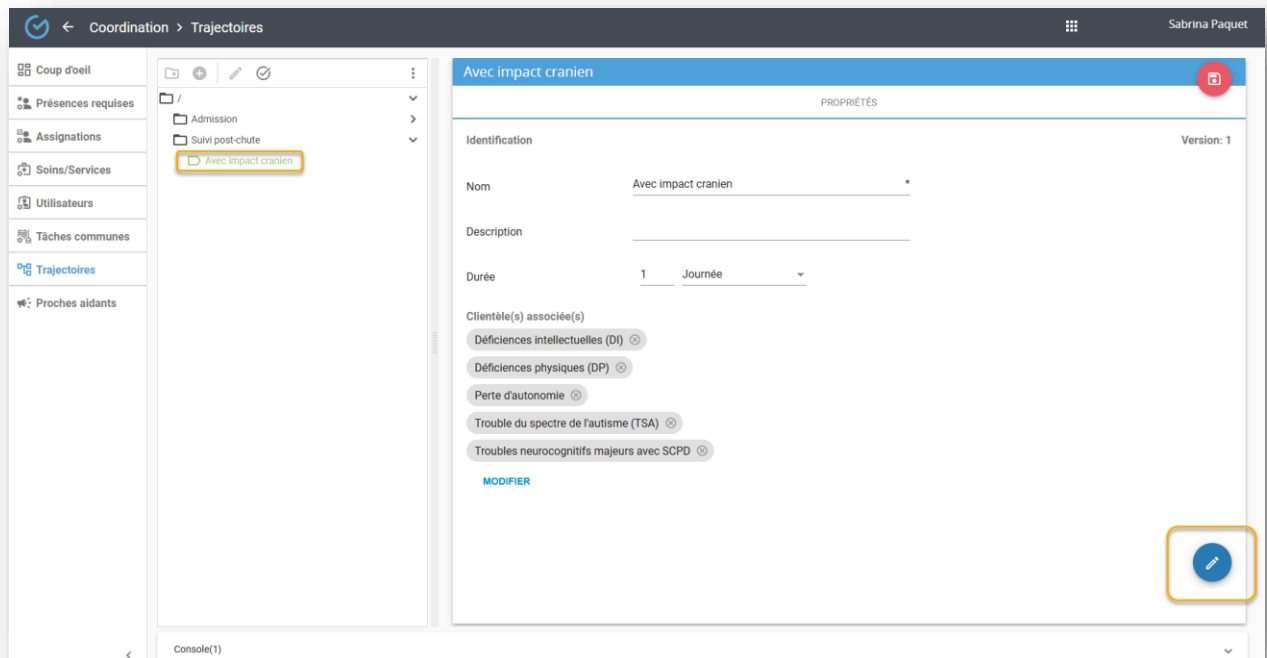 Coordination > Trajectoires
Sabrina Paquet
Coup d'oeil
Présences requises
Assignations
Soins/Services
Utilisateurs
Tâches communes
Trajectoires
Proches aidants
/
Admission
Suivi post-chute
Avec impact cranien
Avec impact cranien
PROPRIÉTÉS
Identification
Version: 1
Nom
Avec impact cranien *
Description
Durée
1 Journée
Clientèle(s) associée(s)
Déficiences intellectuelles (DI)
Déficiences physiques (DP)
Perte d'autonomie
Trouble du spectre de l'autisme (TSA)
Troubles neurocognitifs majeurs avec SCPD
MODIFIER
Console(1)